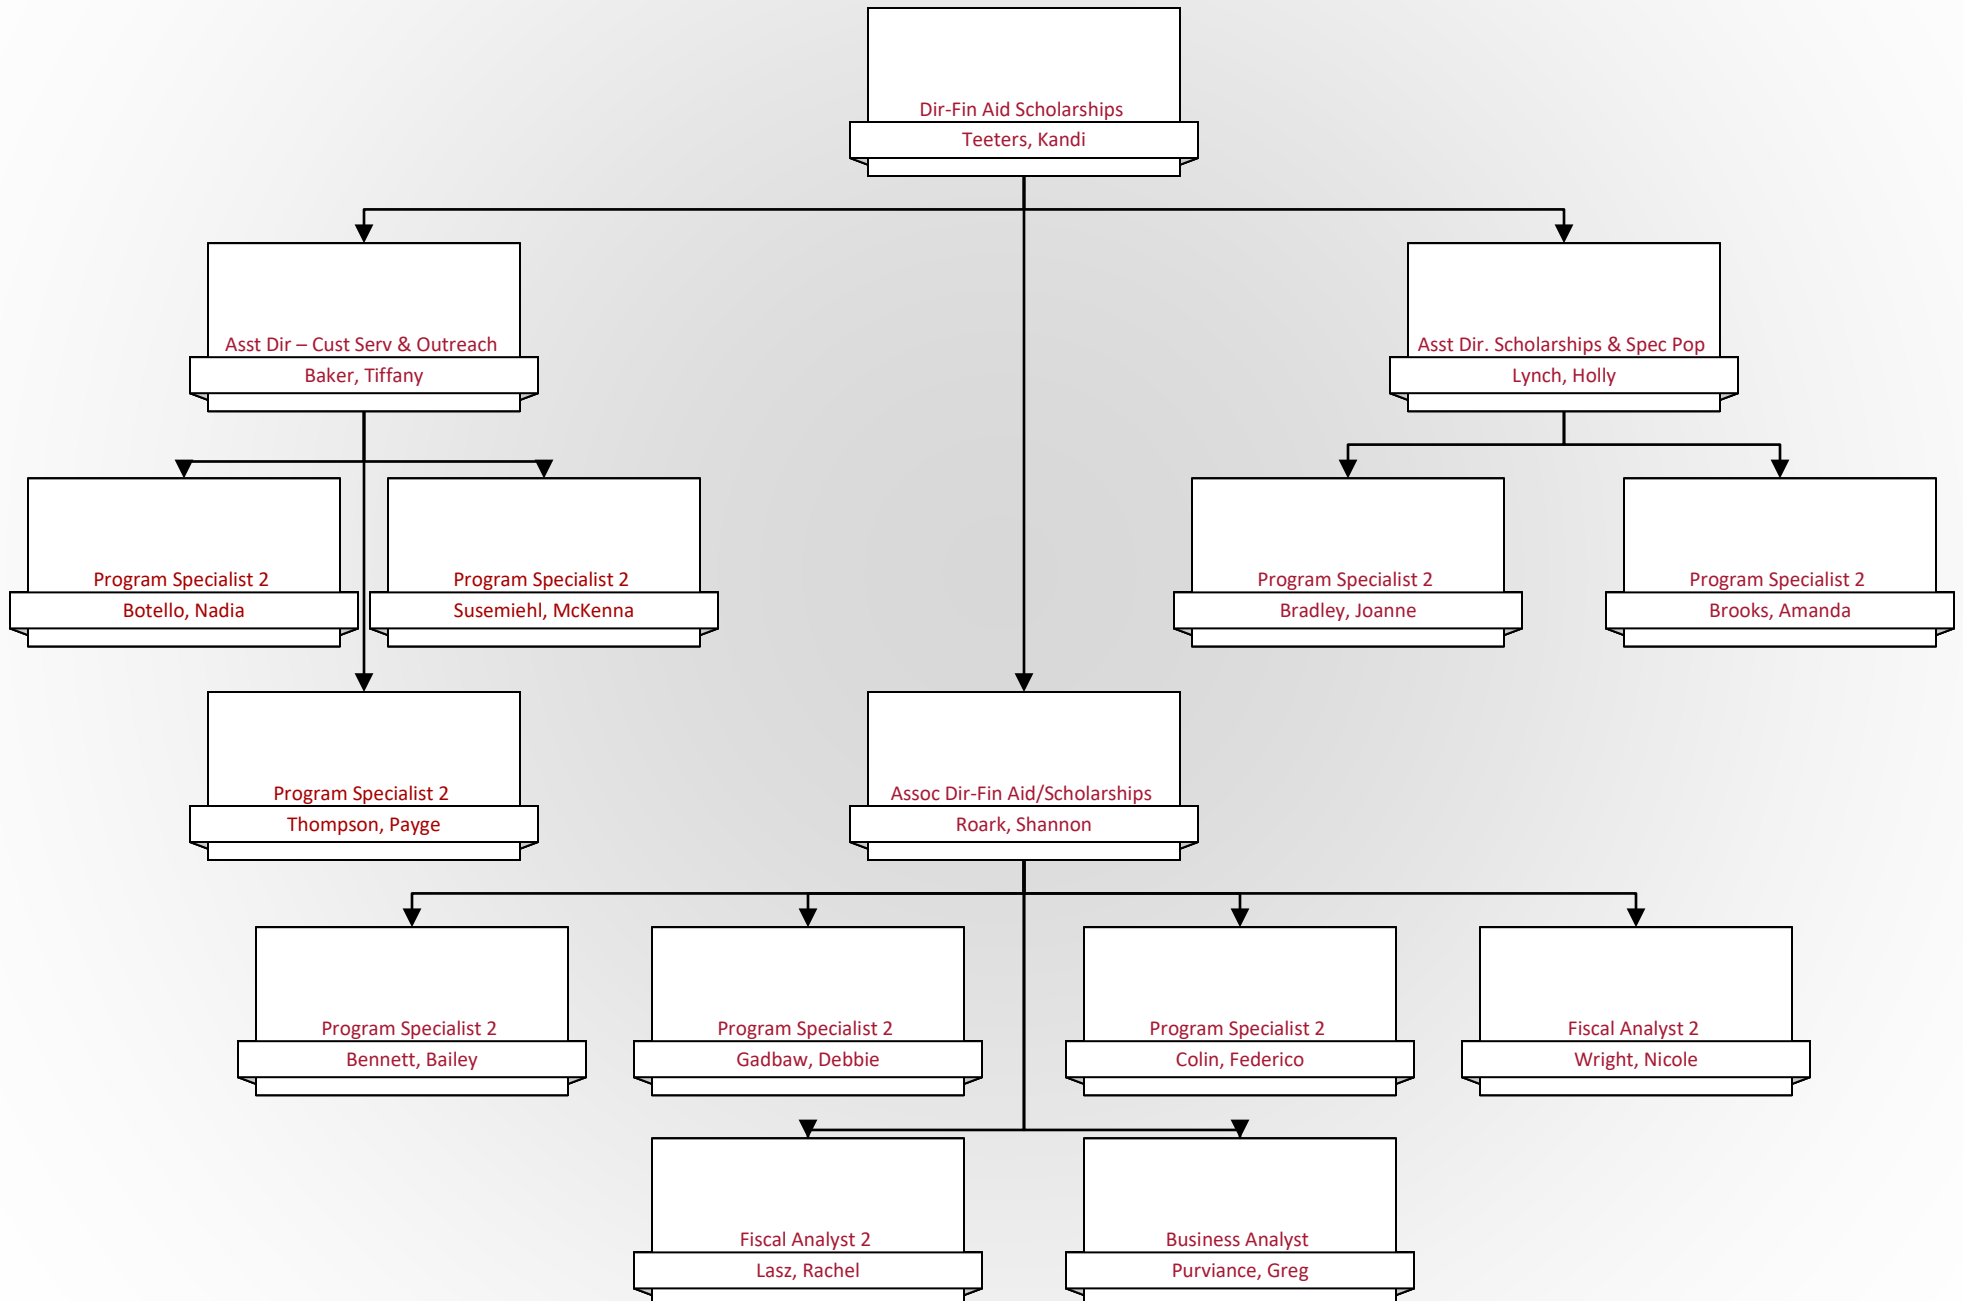 Dir-Fin Aid Scholarships
Teeters, Kandi
Asst Dir – Cust Serv & Outreach
Baker, Tiffany
Asst Dir. Scholarships & Spec Pop
Lynch, Holly
Program Specialist 2
Botello, Nadia
Program Specialist 2
Susemiehl, McKenna
Program Specialist 2
Bradley, Joanne
Program Specialist 2
Brooks, Amanda
Program Specialist 2
Thompson, Payge
Assoc Dir-Fin Aid/Scholarships
Roark, Shannon
Program Specialist 2
Bennett, Bailey
Program Specialist 2
Gadbaw, Debbie
Program Specialist 2
Colin, Federico
Fiscal Analyst 2
Wright, Nicole
Fiscal Analyst 2
Lasz, Rachel
Business Analyst
Purviance, Greg